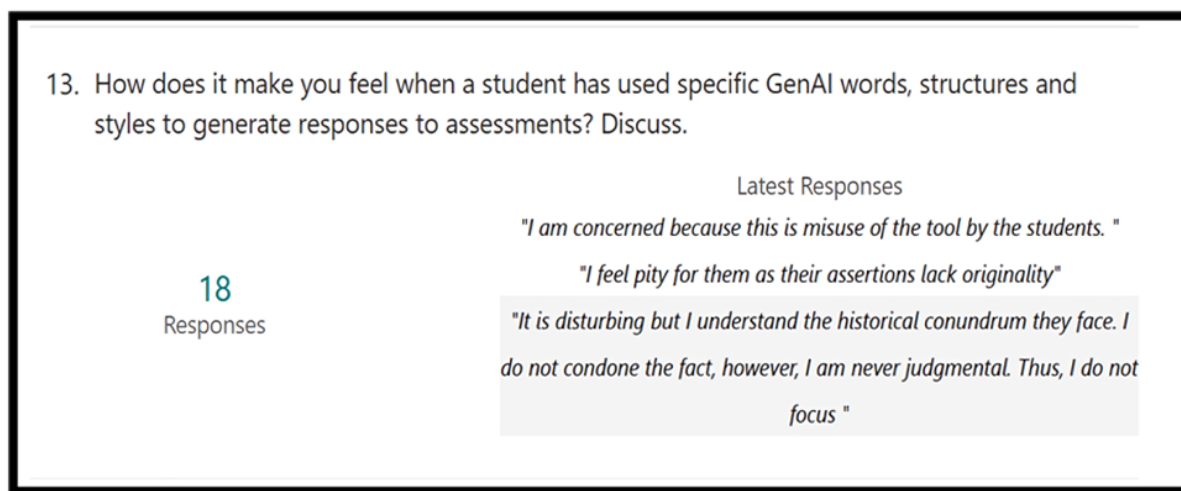 13. How does it make you feel when a student has used specific GenAI words, structures and
styles to generate responses to assessments? Discuss.
Latest Responses
"I am concerned because this is misuse of the tool by the students. "
"I feel pity for them as their assertions lack originality"
18
Responses
"It is disturbing but I understand the historical conundrum they face. I
do not condone the fact, however, I am never judgmental. Thus, I do not
focus "